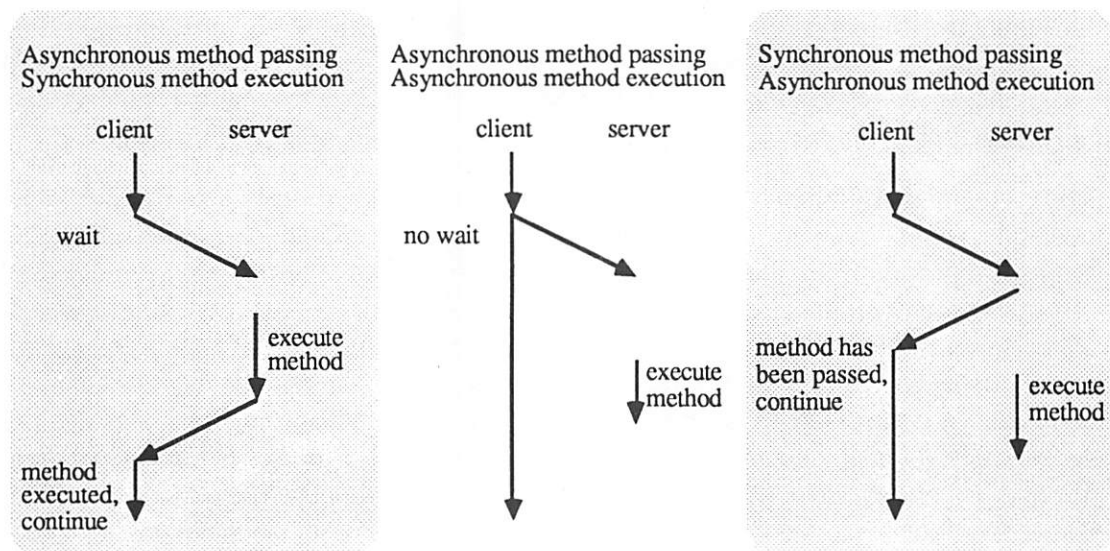 Asynchronous method passing
Synchronous method execution
client server
wait
execute
method
method
executed,
continue
Asynchronous method passing
Asynchronous method execution
client server
no wait
execute
method
Synchronous method passing
Asynchronous method execution
client server
method has
been passed,
continue
execute
method